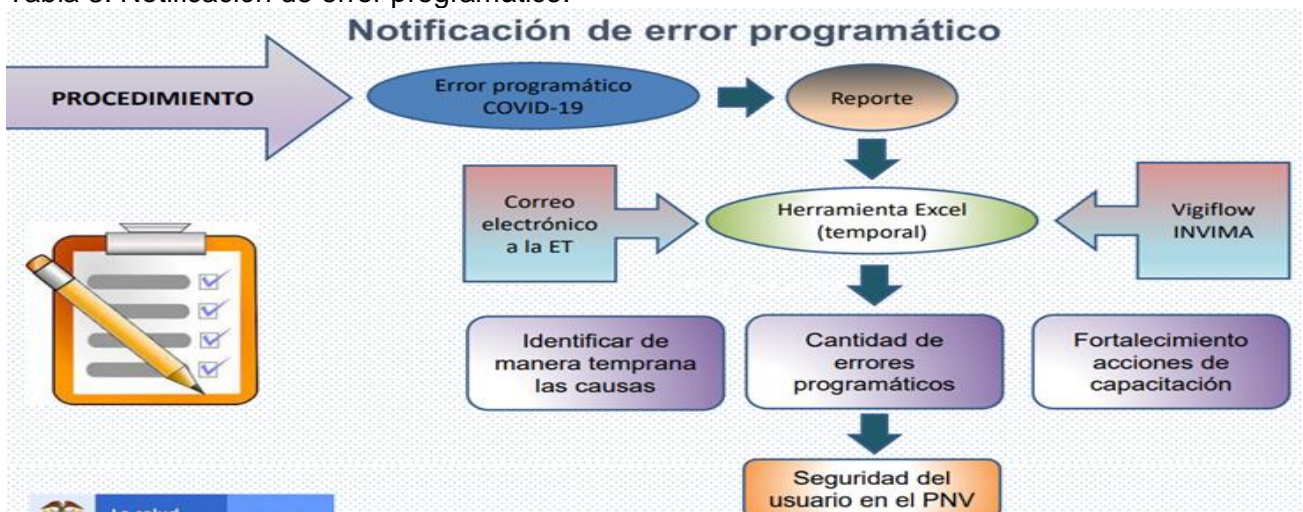 Notificación de error programático
PROCEDIMIENTO
Error programático
COVID-19
Reporte
Correo
electrónico
a la ET
Herramienta Excel
(temporal)
Vigiflow
INVIMA
Identificar de
manera temprana
las causas
Cantidad de
errores
programáticos
Fortalecimiento
acciones de
capacitación
Seguridad del
usuario en el PNV